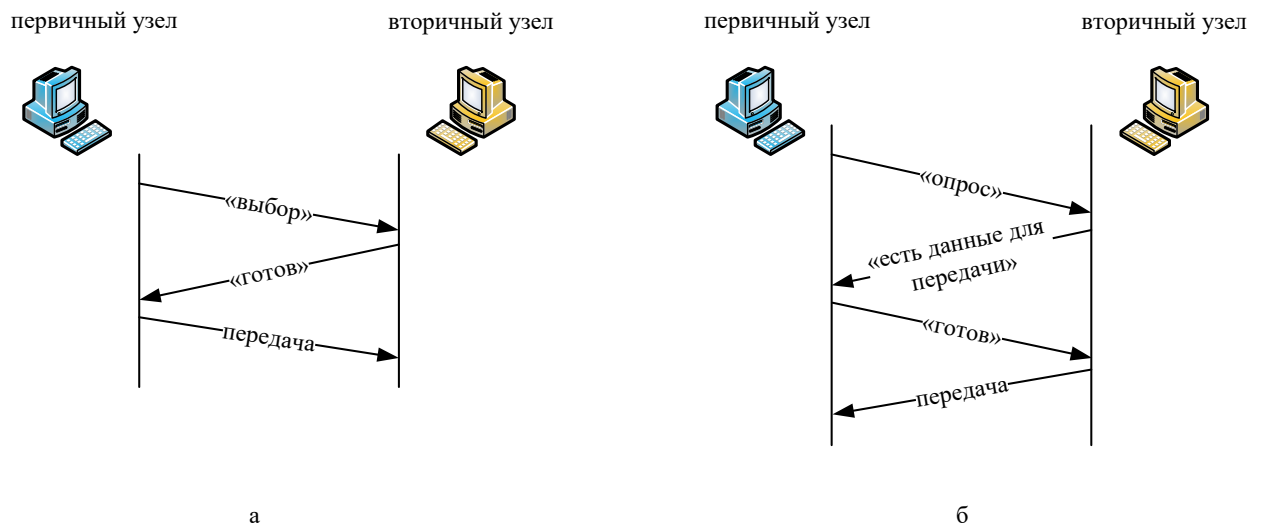 первичный узел
вторичный узел
«выбор»
«готов»
передача
а
первичный узел
вторичный узел
«опрос»
«есть данные для
передачи»
«готов»
передача
б